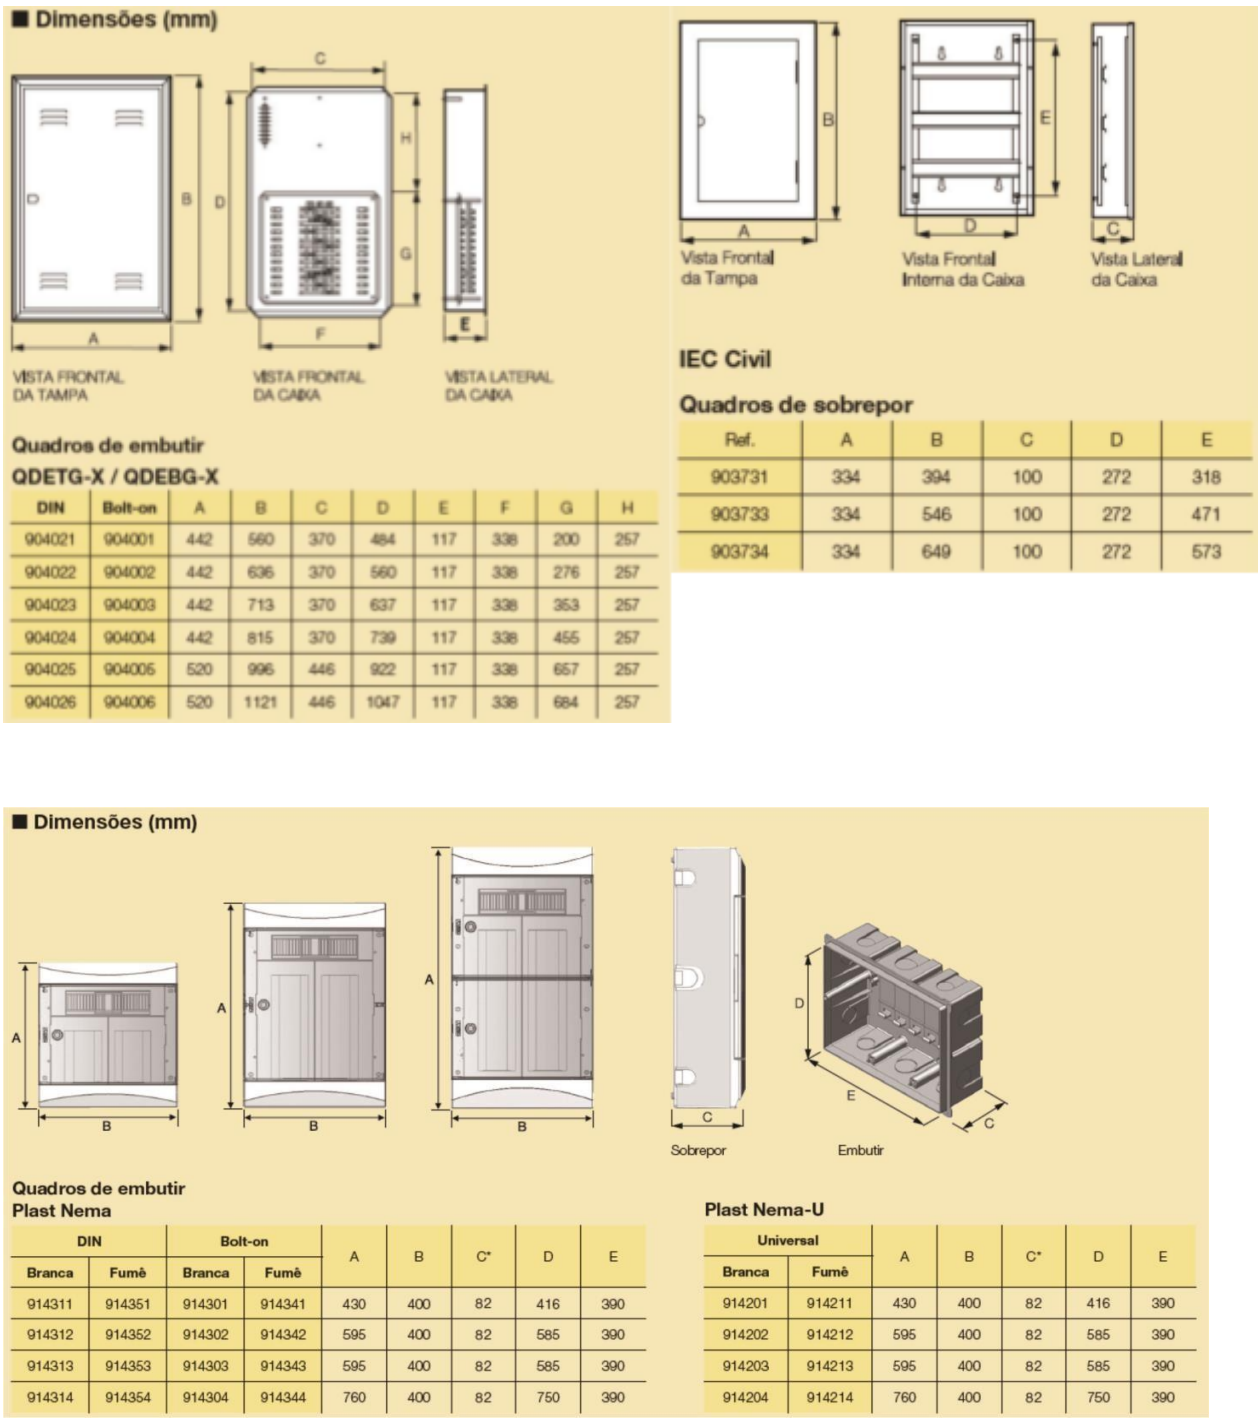 ■ Dimensões (mm)
C
B
D
H
G
A
F
E
VISTA FRONTAL
DA TAMPA
VISTA FRONTAL
DA CAIXA
VISTA LATERAL
DA CAIXA
Quadros de embutir
QDETG-X / QDEBG-X
DIN Bolt-on A B C D E F G H
904021 904001 442 560 370 484 117 338 200 257
904022 904002 442 636 370 560 117 338 276 257
904023 904003 442 713 370 637 117 338 353 257
904024 904004 442 815 370 739 117 338 455 257
904025 904005 520 996 446 922 117 338 657 257
904026 904006 520 1121 446 1047 117 338 684 257
B
E
A
D
C
Vista Frontal
da Tampa
Vista Frontal
Interna da Caixa
Vista Lateral
da Caixa
IEC Civil
Quadros de sobrepor
Ref. A B C D E
903731 334 394 100 272 318
903733 334 546 100 272 471
903734 334 649 100 272 573
■ Dimensões (mm)
A
B
A
B
A
B
C
Sobrepor
D
E
C
Embutir
Quadros de embutir
Plast Nema
DIN Bolt-on A B C* D E
Branca Fumê Branca Fumê
914311 914351 914301 914341 430 400 82 416 390
914312 914352 914302 914342 595 400 82 585 390
914313 914353 914303 914343 595 400 82 585 390
914314 914354 914304 914344 760 400 82 750 390
Plast Nema-U
Universal A B C* D E
Branca Fumê
914201 914211 430 400 82 416 390
914202 914212 595 400 82 585 390
914203 914213 595 400 82 585 390
914204 914214 760 400 82 750 390